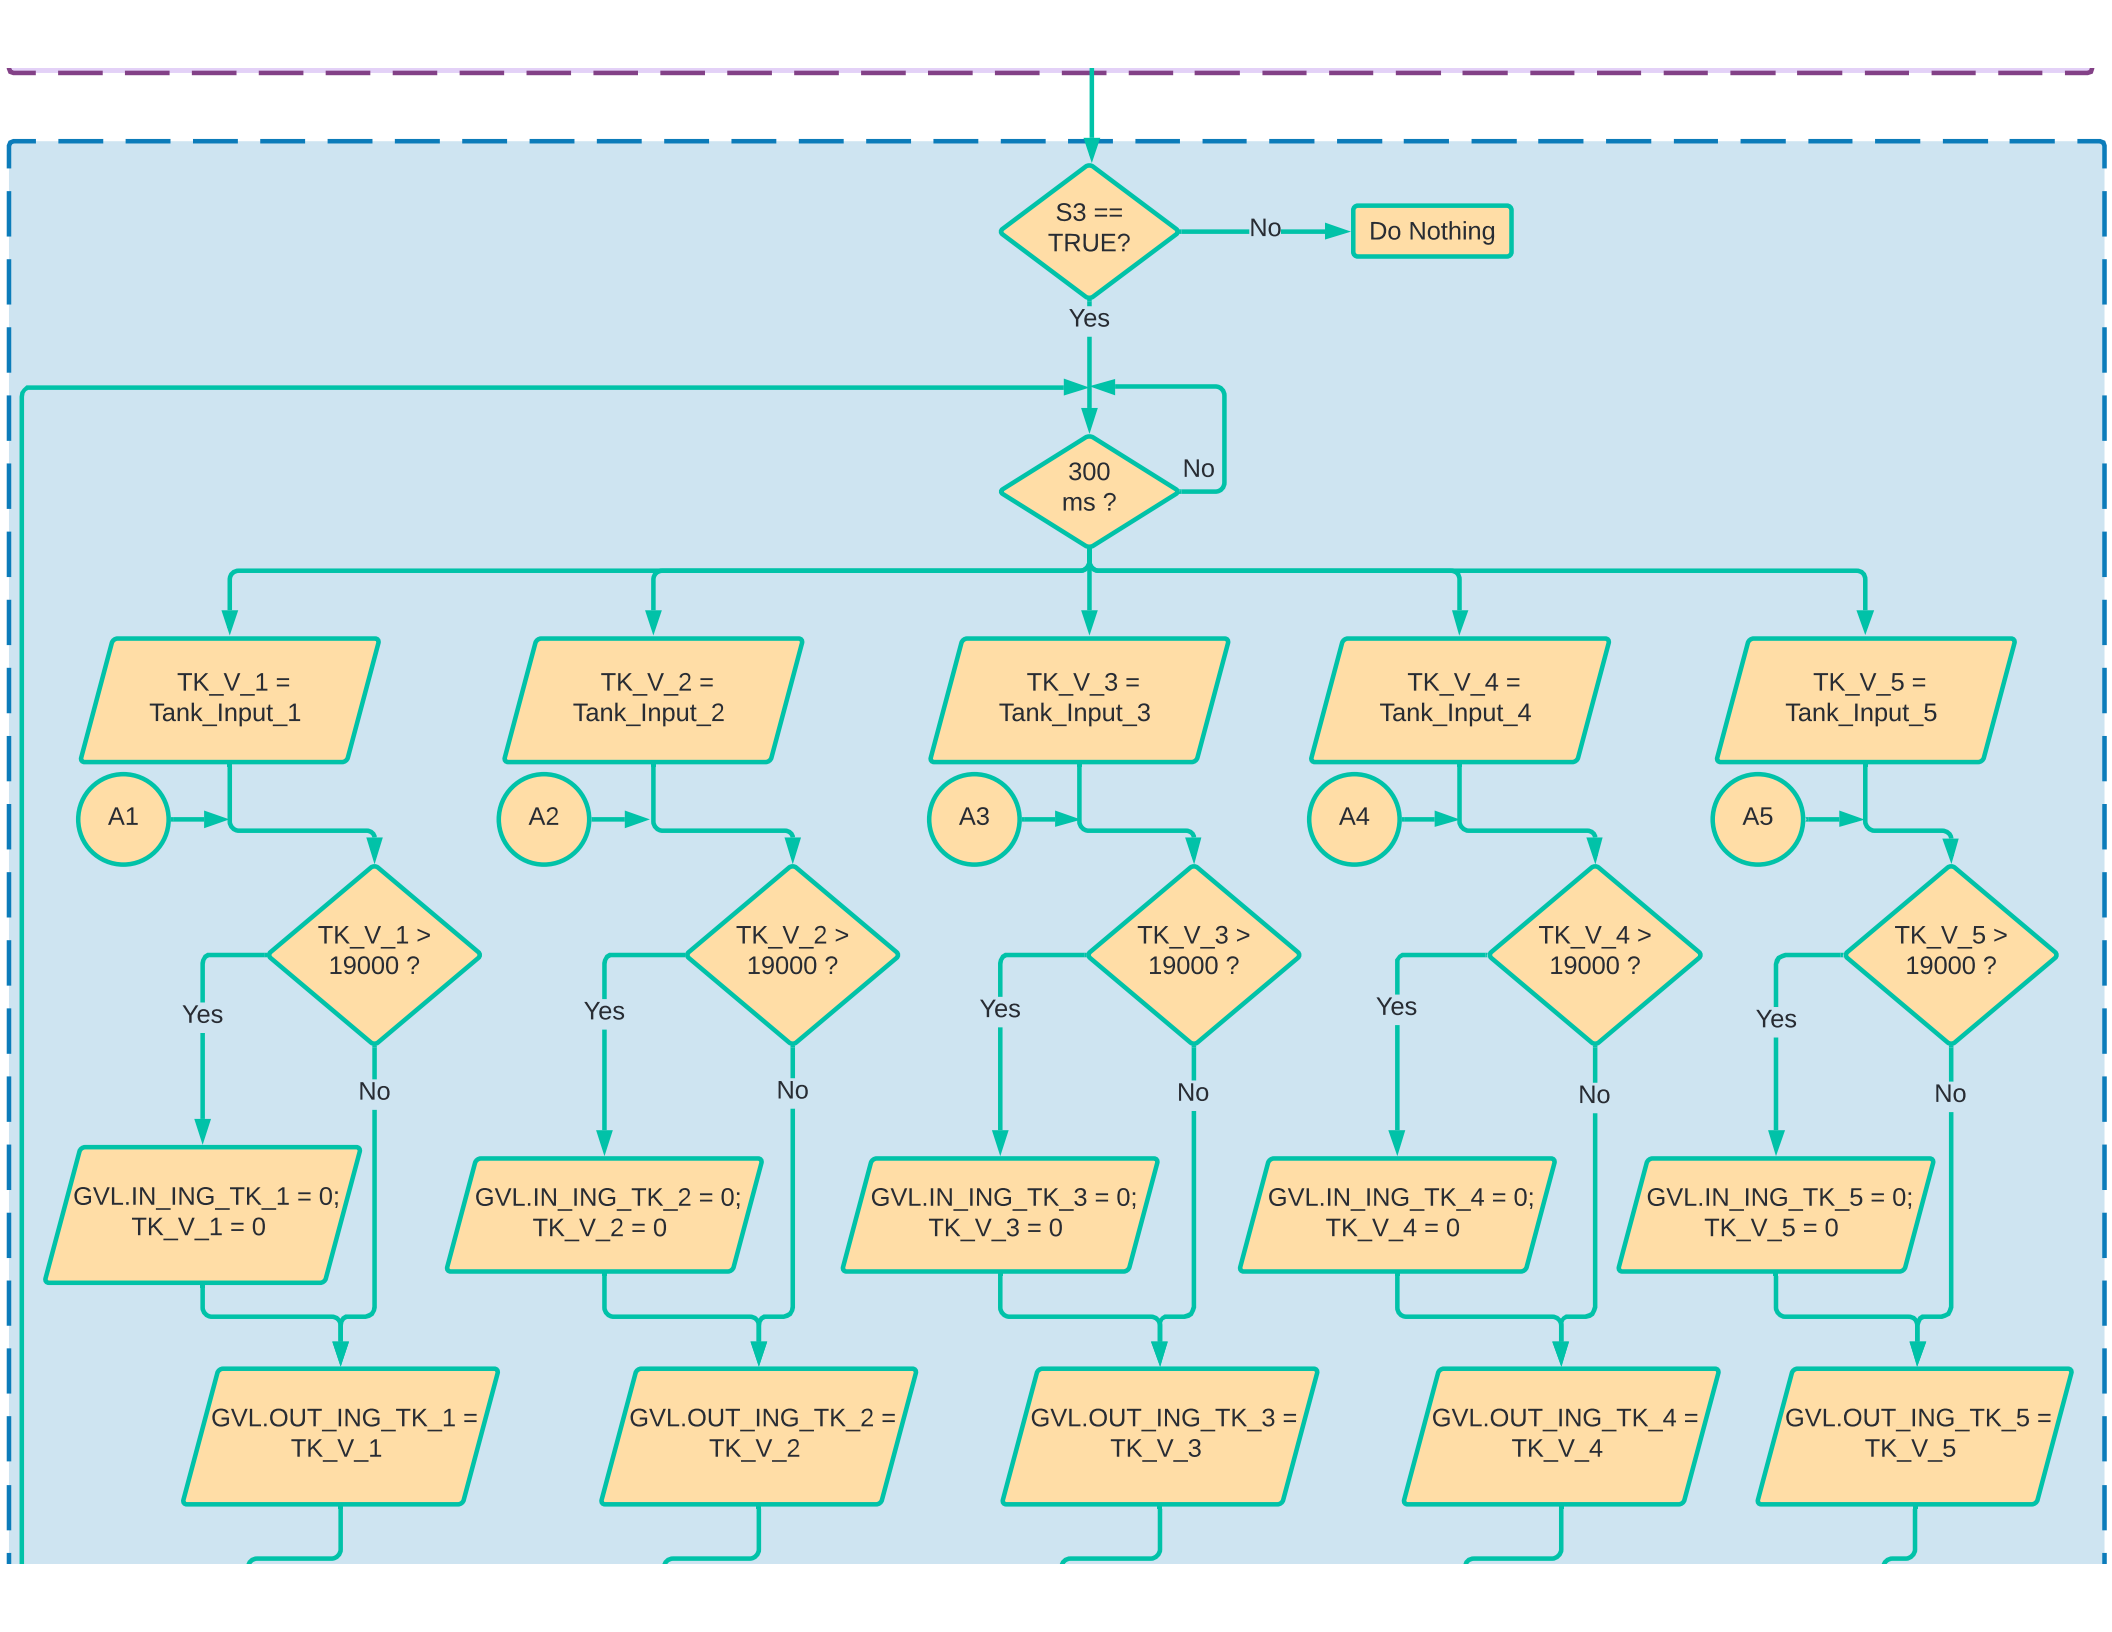 S3 ==
TRUE?
No
Do Nothing
Yes
300
ms ?
No
TK_V_1 =
Tank_Input_1
TK_V_2 =
Tank_Input_2
TK_V_3 =
Tank_Input_3
TK_V_4 =
Tank_Input_4
TK_V_5 =
Tank_Input_5
A1
A2
A3
A4
A5
TK_V_1 >
19000 ?
TK_V_2 >
19000 ?
TK_V_3 >
19000 ?
TK_V_4 >
19000 ?
TK_V_5 >
19000 ?
Yes
Yes
Yes
Yes
Yes
No
No
No
No
No
GVL.IN_ING_TK_1 = 0;
TK_V_1 = 0
GVL.IN_ING_TK_2 = 0;
TK_V_2 = 0
GVL.IN_ING_TK_3 = 0;
TK_V_3 = 0
GVL.IN_ING_TK_4 = 0;
TK_V_4 = 0
GVL.IN_ING_TK_5 = 0;
TK_V_5 = 0
GVL.OUT_ING_TK_1 =
TK_V_1
GVL.OUT_ING_TK_2 =
TK_V_2
GVL.OUT_ING_TK_3 =
TK_V_3
GVL.OUT_ING_TK_4 =
TK_V_4
GVL.OUT_ING_TK_5 =
TK_V_5